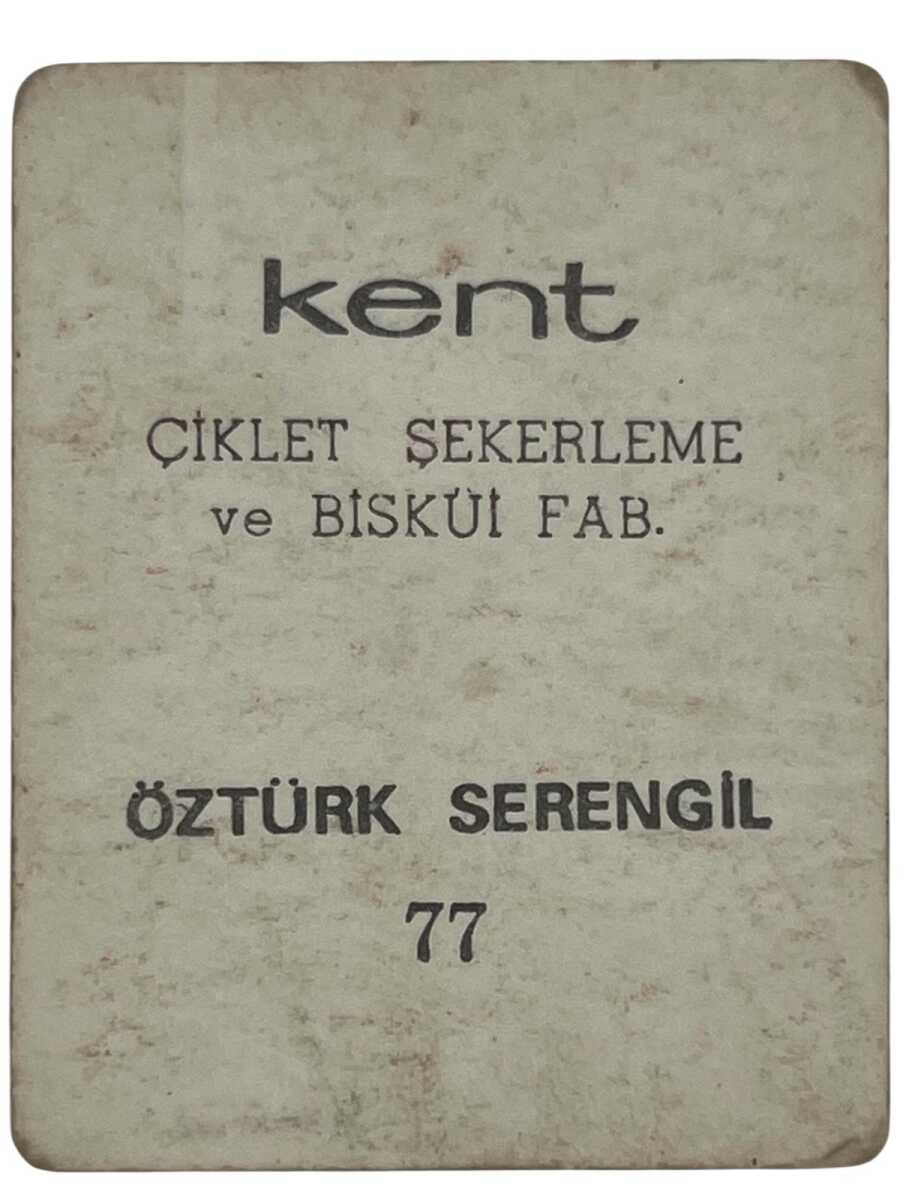 kent
ÇİKLET ŞEKERLEME
ve BİSKÜİ FAB.
ÖZTÜRK SERENGİL
77